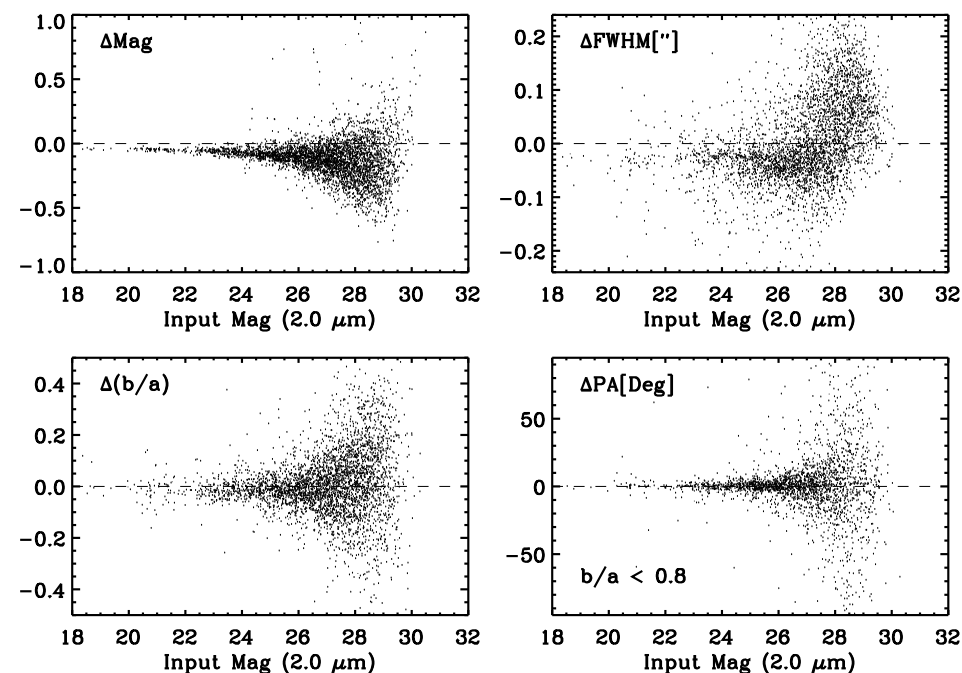 ΔMag
1.0
0.5
0.0
−0.5
−1.0
18 20 22 24 26 28 30 32
Input Mag (2.0 μm)
ΔFWHM["]
0.2
0.1
0.0
−0.1
−0.2
18 20 22 24 26 28 30 32
Input Mag (2.0 μm)
Δ(b/a)
0.4
0.2
0.0
−0.2
−0.4
18 20 22 24 26 28 30 32
Input Mag (2.0 μm)
ΔPA[Deg]
50
0
−50
b/a < 0.8
18 20 22 24 26 28 30 32
Input Mag (2.0 μm)